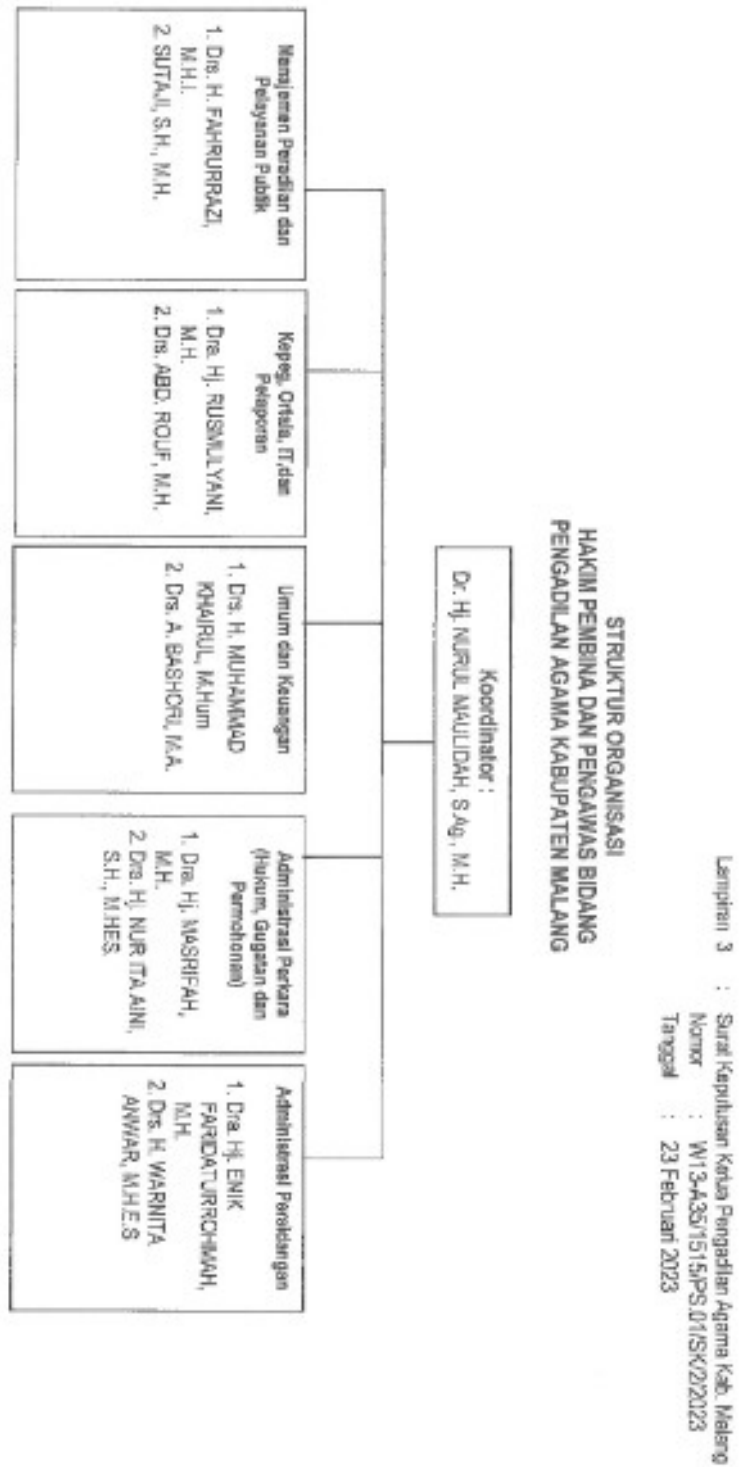 Lampiran 3 : Surat Keputusan Ketua Pengadilan Agama Kab. Malang
Nomor : W13-A35/1515/PS.01/SK/2/2023
Tanggal : 23 Februari 2023
STRUKTUR ORGANISASI
HAKIM PEMBINA DAN PENGAWAS BIDANG
PENGADILAN AGAMA KABUPATEN MALANG
Koordinator :
Dr. Hj. NURUL MAULIDAH, S.Ag., M.H.
Manajemen Peradilan dan
Pelayanan Publik
1. Drs. H. FAHRURRAZI,
M.H.I.
2. SUTAJI, S.H., M.H.
Kepeg, Ortala, IT,dan
Pelaporan
1. Dra. Hj. RUSMULYANI,
M.H.
2. Drs. ABD. ROUF, M.H.
Umum dan Keuangan
1. Drs. H. MUHAMMAD
KHAIRUL, M.Hum
2. Drs. A. BASHORI, M.A.
Administrasi Perkara
(Hukum, Gugatan dan
Permohonan)
1. Dra. Hj. MASRIFAH,
M.H.
2. Dra. Hj. NUR ITA AINI,
S.H., M.HES.
Administrasi Persidangan
1. Dra. Hj. ENIK
FARIDATURROHMAH,
M.H.
2. Drs. H. WARNITA
ANWAR, M.H.E.S